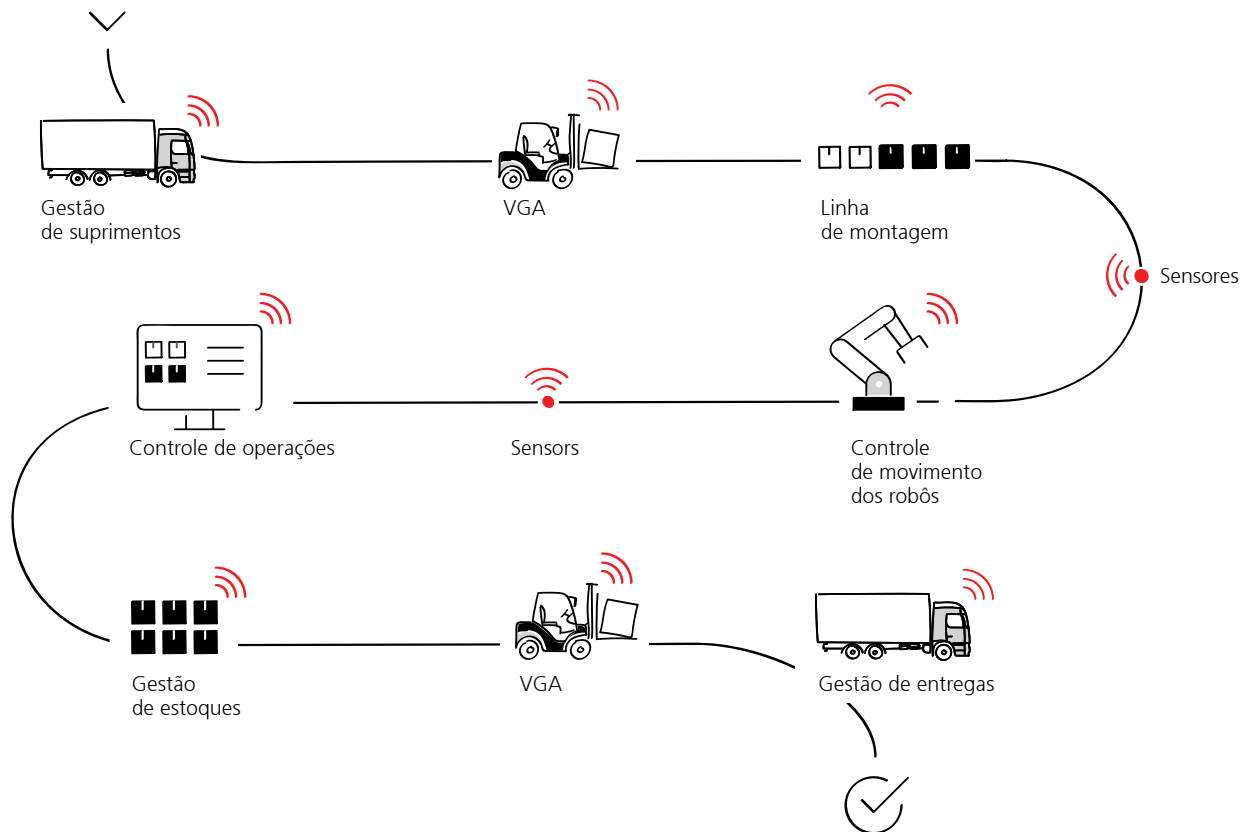 Gestão
de suprimentos
VGA
Linha
de montagem
Sensores
Controle de operações
Sensors
Controle
de movimento
dos robôs
Gestão
de estoques
VGA
Gestão de entregas